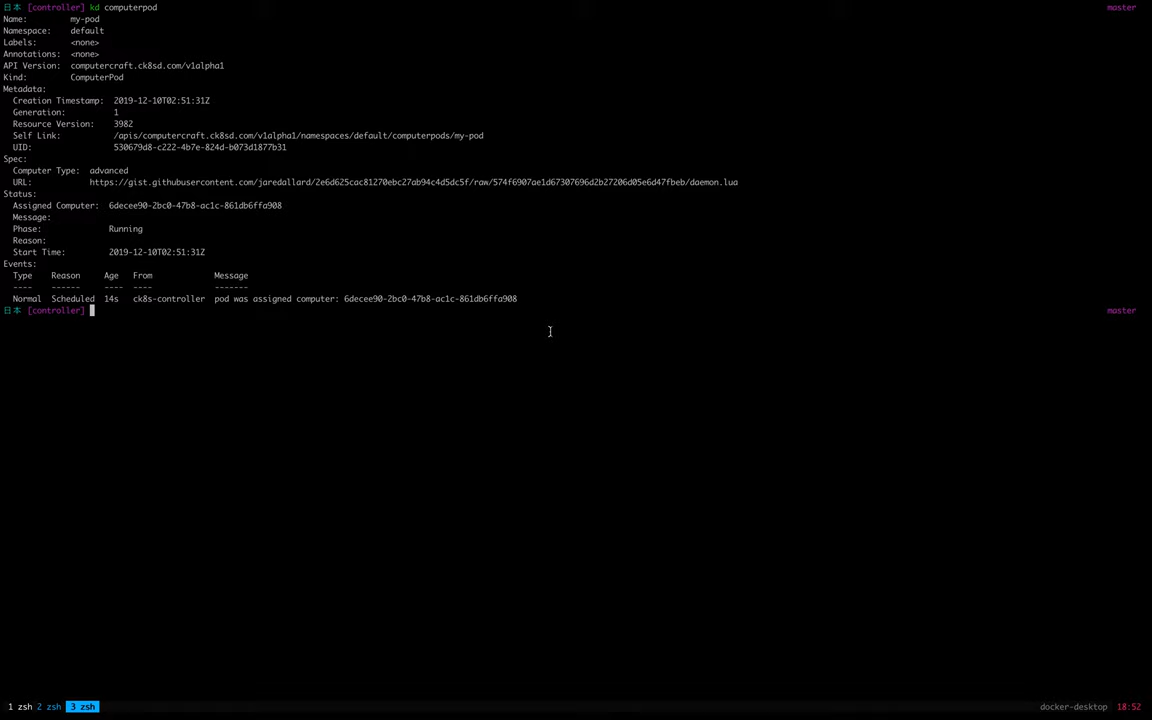 日本 [controller] kd computerpod master
Name: my-pod
Namespace: default
Labels: <none>
Annotations: <none>
API Version: computercraft.ck8sd.com/v1alpha1
Kind: ComputerPod
Metadata:
Creation Timestamp: 2019-12-10T02:51:31Z
Generation: 1
Resource Version: 3982
Self Link: /apis/computercraft.ck8sd.com/v1alpha1/namespaces/default/computerpods/my-pod
UID: 530679d8-c222-4b7e-824d-b073d1877b31
Spec:
Computer Type: advanced
URL: https://gist.githubusercontent.com/jaredallard/2e6d625cac81270ebc27ab94c4d5dc5f/raw/574f6907ae1d67307696d2b27206d05e6d47fbeb/daemon.lua
Status:
Assigned Computer: 6decee90-2bc0-47b8-ac1c-861db6ffa908
Message:
Phase: Running
Reason:
Start Time: 2019-12-10T02:51:31Z
Events:
Type Reason Age From Message
---- ------ ---- ---- -------
Normal Scheduled 14s ck8s-controller pod was assigned computer: 6decee90-2bc0-47b8-ac1c-861db6ffa908
日本 [controller] master
1 zsh 2 zsh 3 zsh docker-desktop 18:52